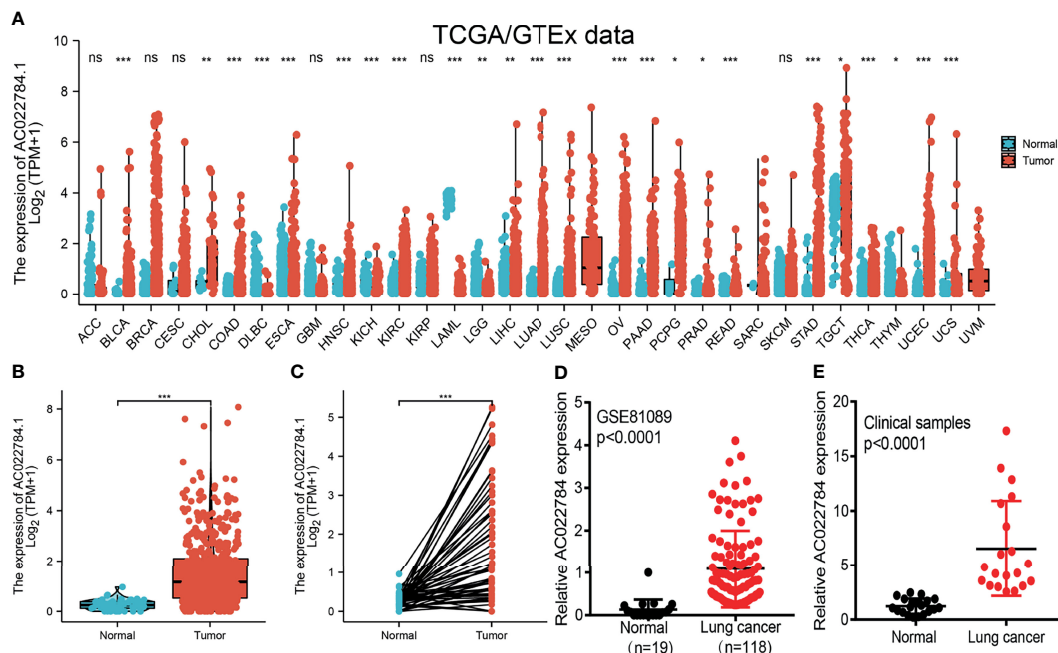 A
TCGA/GTEx data
The expression of AC022784.1
Log2 (TPM+1)
10
8
6
4
2
0
ns *** ns ns ** *** *** *** ns *** *** *** ns *** ** ** *** *** *** *** * * *** ns *** * *** * *** ***
Normal
Tumor
ACC BLCA BRCA CESC CHOL COAD DLBC ESCA GBM HNSC KICH KIRC KIRP LAML LGG LIHC LUAD LUSC MESO OV PAAD PCPG PRAD READ SARC SKCM STAD TGCT THCA THYM UCEC UCS UVM
B
The expression of AC022784.1
Log2 (TPM+1)
***
8
6
4
2
0
Normal Tumor
C
The expression of AC022784.1
Log2 (TPM+1)
***
5
4
3
2
1
0
Normal Tumor
D
Relative AC022784 expression
GSE81089
p<0.0001
5
4
3
2
1
0
Normal Lung cancer
(n=19) (n=118)
E
Relative AC022784 expression
Clinical samples
p<0.0001
20
15
10
5
0
Normal Lung cancer